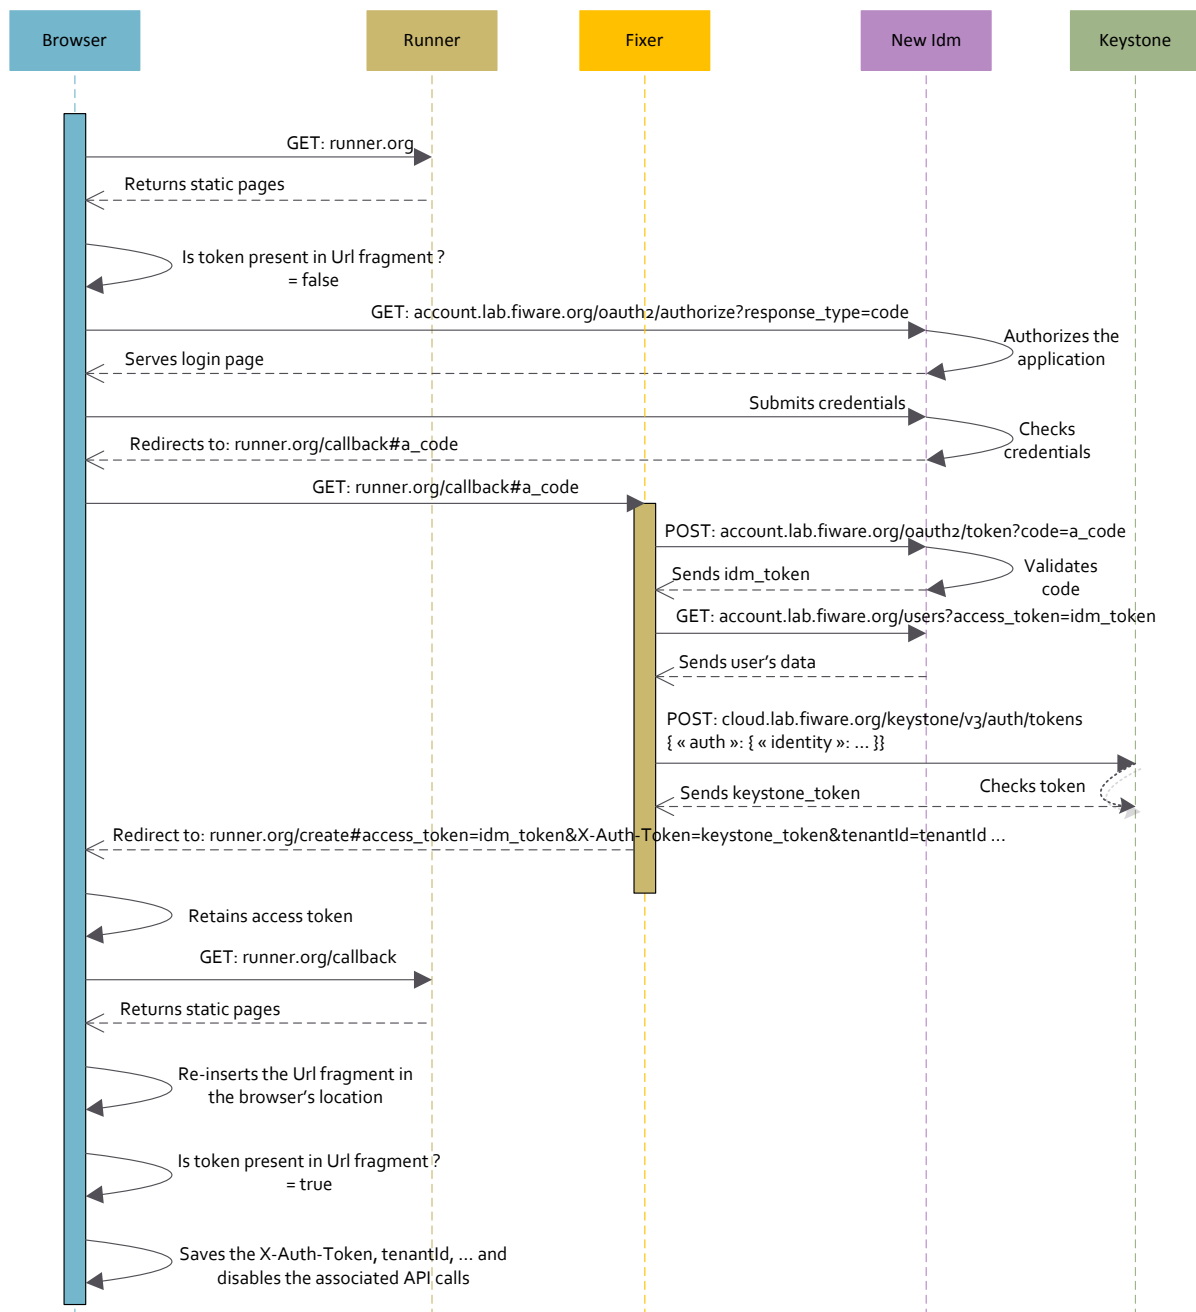 Browser
Runner
Fixer
New Idm
Keystone
GET: runner.org
Returns static pages
Is token present in Url fragment ?
= false
GET: account.lab.fiware.org/oauth2/authorize?response_type=code
Authorizes the
application
Serves login page
Submits credentials
Checks
credentials
Redirects to: runner.org/callback#a_code
GET: runner.org/callback#a_code
POST: account.lab.fiware.org/oauth2/token?code=a_code
Validates
code
Sends idm_token
GET: account.lab.fiware.org/users?access_token=idm_token
Sends user's data
POST: cloud.lab.fiware.org/keystone/v3/auth/tokens
{ « auth »: { « identity »: ... }}
Checks token
Sends keystone_token
Redirect to: runner.org/create#access_token=idm_token&X-Auth-Token=keystone_token&tenantId=tenantId ...
Retains access token
GET: runner.org/callback
Returns static pages
Re-inserts the Url fragment in
the browser's location
Is token present in Url fragment ?
= true
Saves the X-Auth-Token, tenantId, ... and
disables the associated API calls